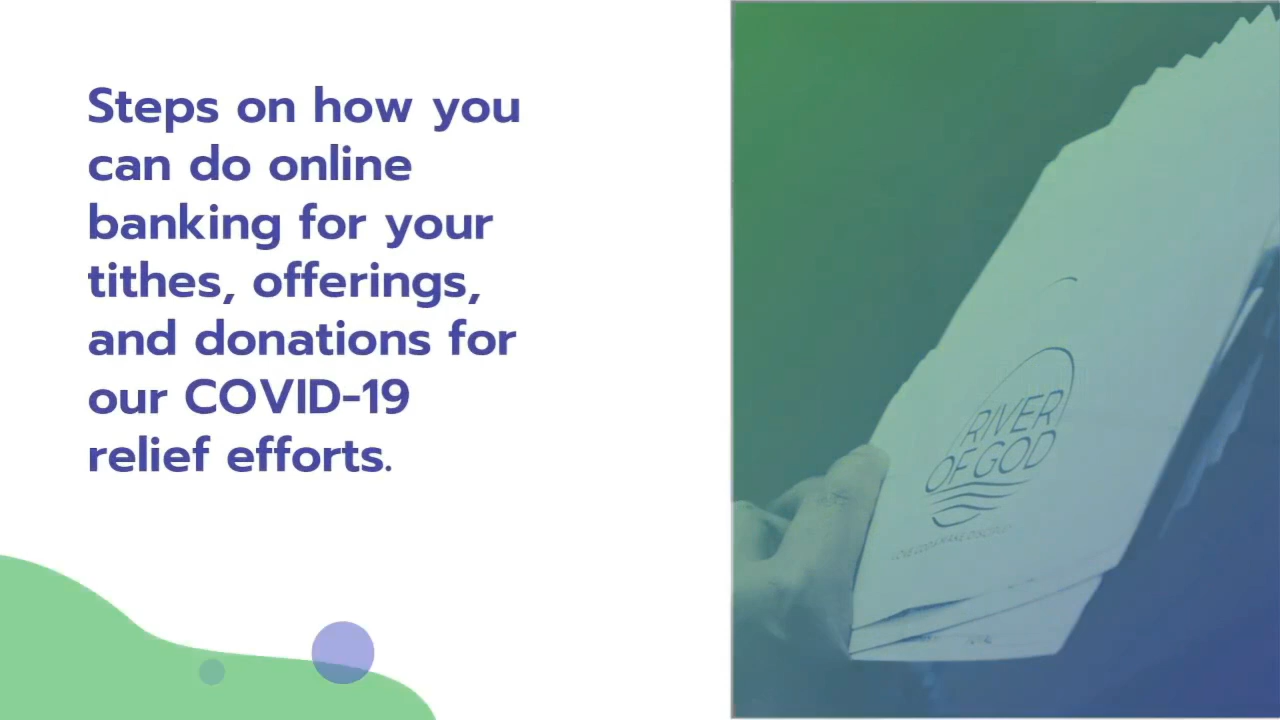 Steps on how you
can do online
banking for your
tithes, offerings,
and donations for
our COVID-19
relief efforts.
RIVER
OF GOD